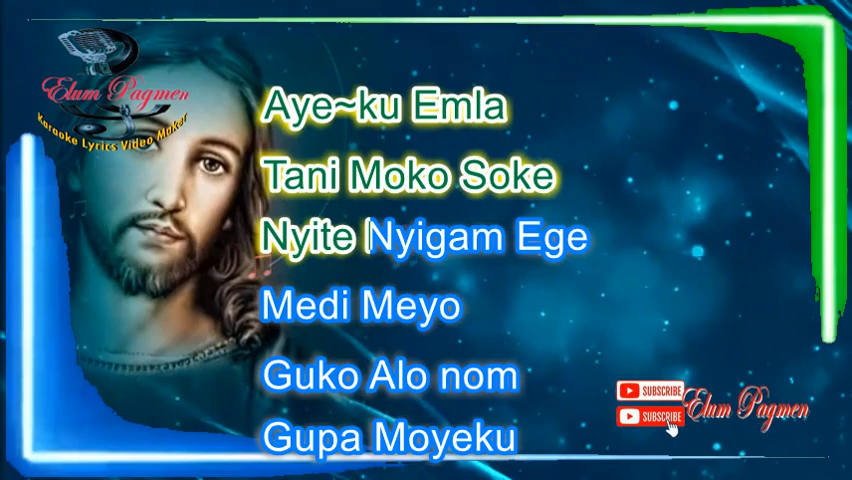 Elum Pagmen
Karaoke Lyrics Video Maker
Aye~ku Emla
Tani Moko Soke
Nyite Nyigam Ege
Medi Meyo
Guko Alo nom
Gupa Moyeku
SUBSCRIBE
SUBSCRIBE
Elum Pagmen